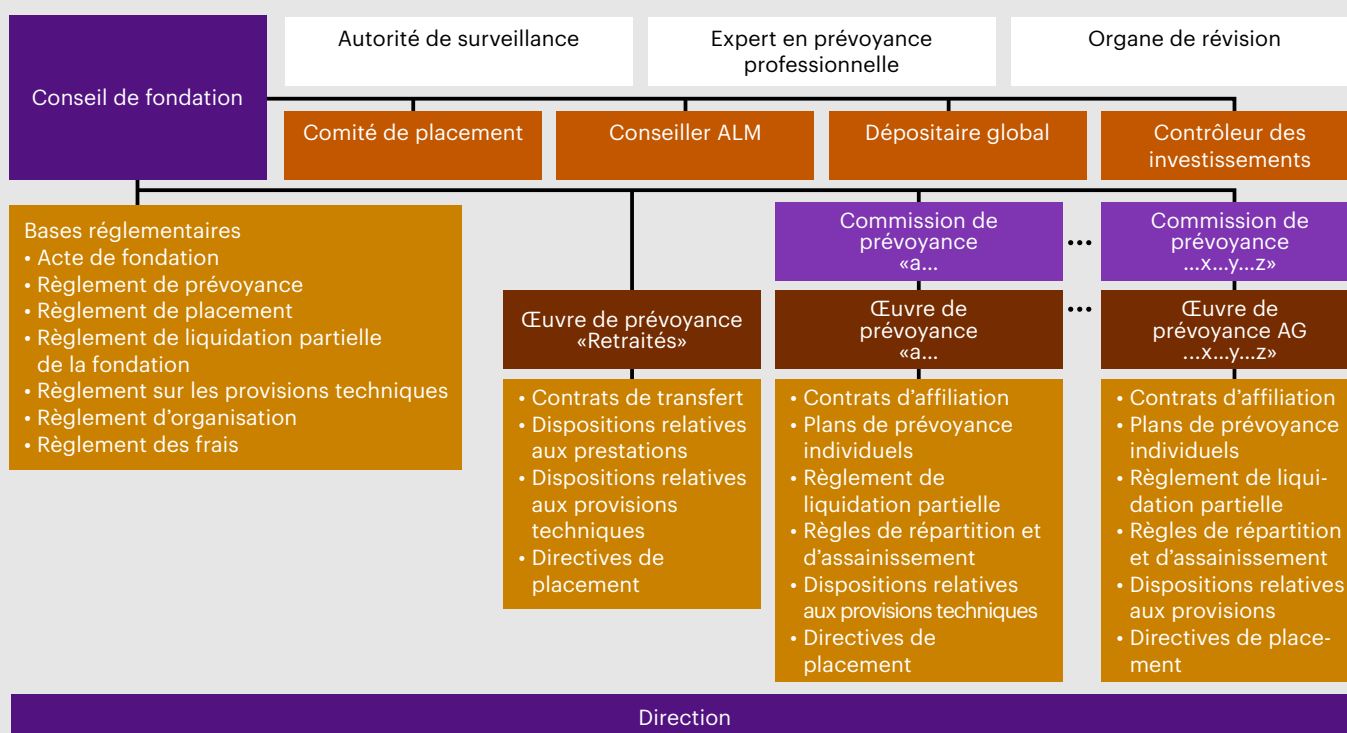 Conseil de fondation
Autorité de surveillance
Expert en prévoyance
professionnelle
Organe de révision
Comité de placement
Conseiller ALM
Dépositaire global
Contrôleur des
investissements
Bases réglementaires
• Acte de fondation
• Règlement de prévoyance
• Règlement de placement
• Règlement de liquidation partielle
de la fondation
• Règlement sur les provisions techniques
• Règlement d'organisation
• Règlement des frais
Œuvre de prévoyance
«Retraités»
• Contrats de transfert
• Dispositions relatives
aux prestations
• Dispositions relatives
aux provisions
techniques
• Directives de
placement
Commission de
prévoyance
«a...
...
Commission de
prévoyance
...x...y...z»
Œuvre de
prévoyance
«a...
...
Œuvre de
prévoyance AG
...x...y...z»
• Contrats d'affiliation
• Plans de prévoyance
individuels
• Règlement de
liquidation partielle
• Règles de répartition et
d'assainissement
• Dispositions relatives
aux provisions techniques
• Directives de
placement
• Contrats d'affiliation
• Plans de prévoyance
individuels
• Règlement de liqui-
dation partielle
• Règles de répartition
et d'assainissement
• Dispositions relatives
aux provisions
• Directives de place-
ment
Direction